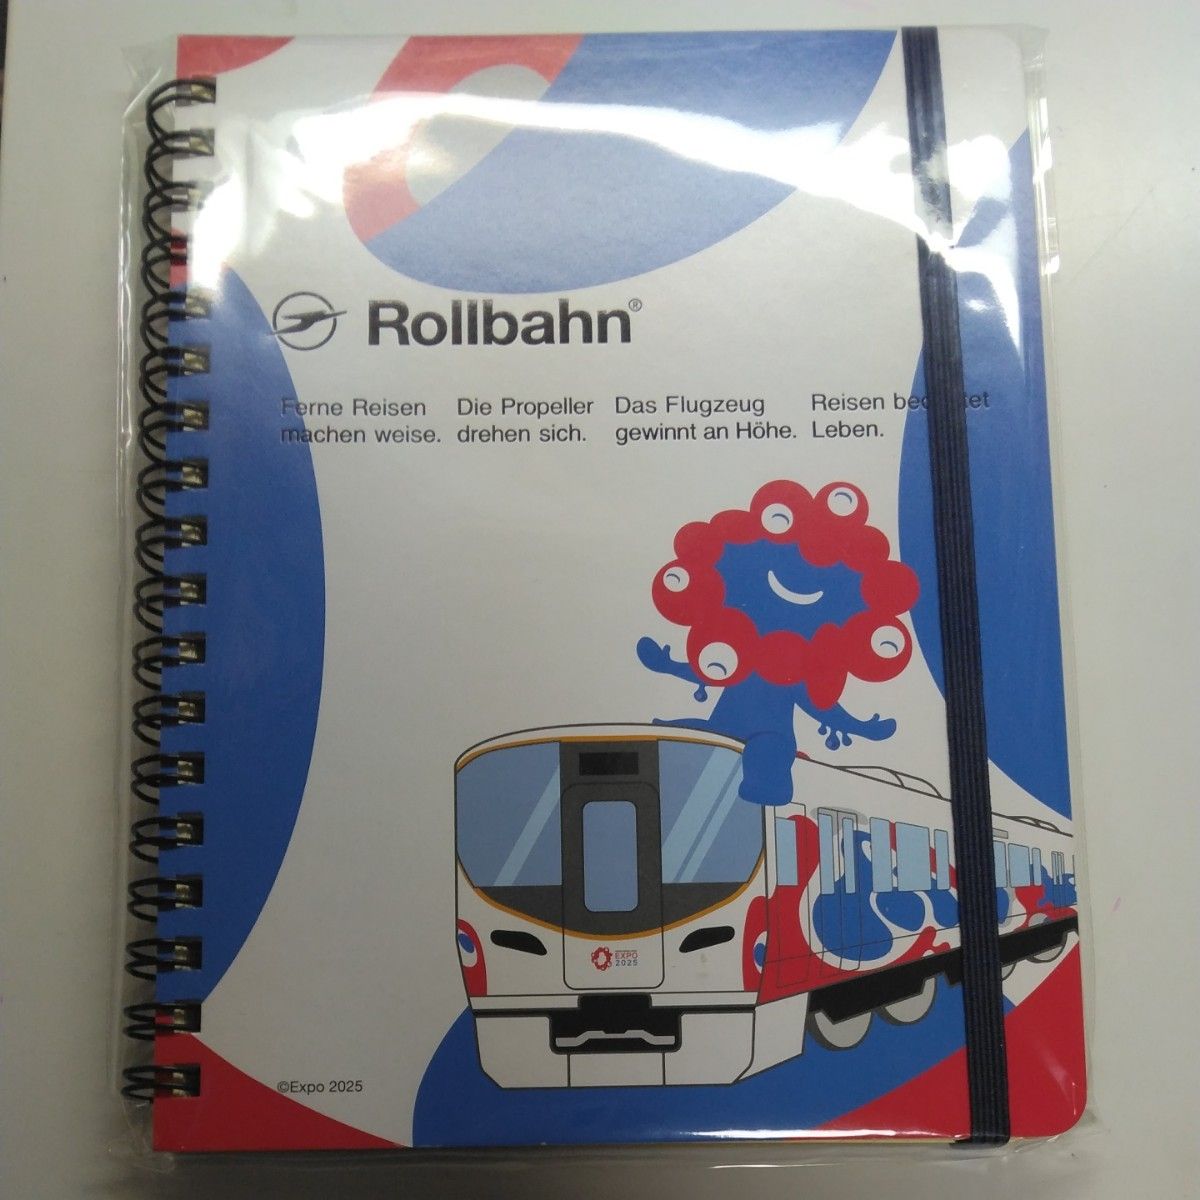 Rollbahn®
Ferne Reisen
machen weise.
Die Propeller
drehen sich.
Das Flugzeug
gewinnt an Höhe.
Reisen
Leben.
EXPO
2025
©Expo 2025